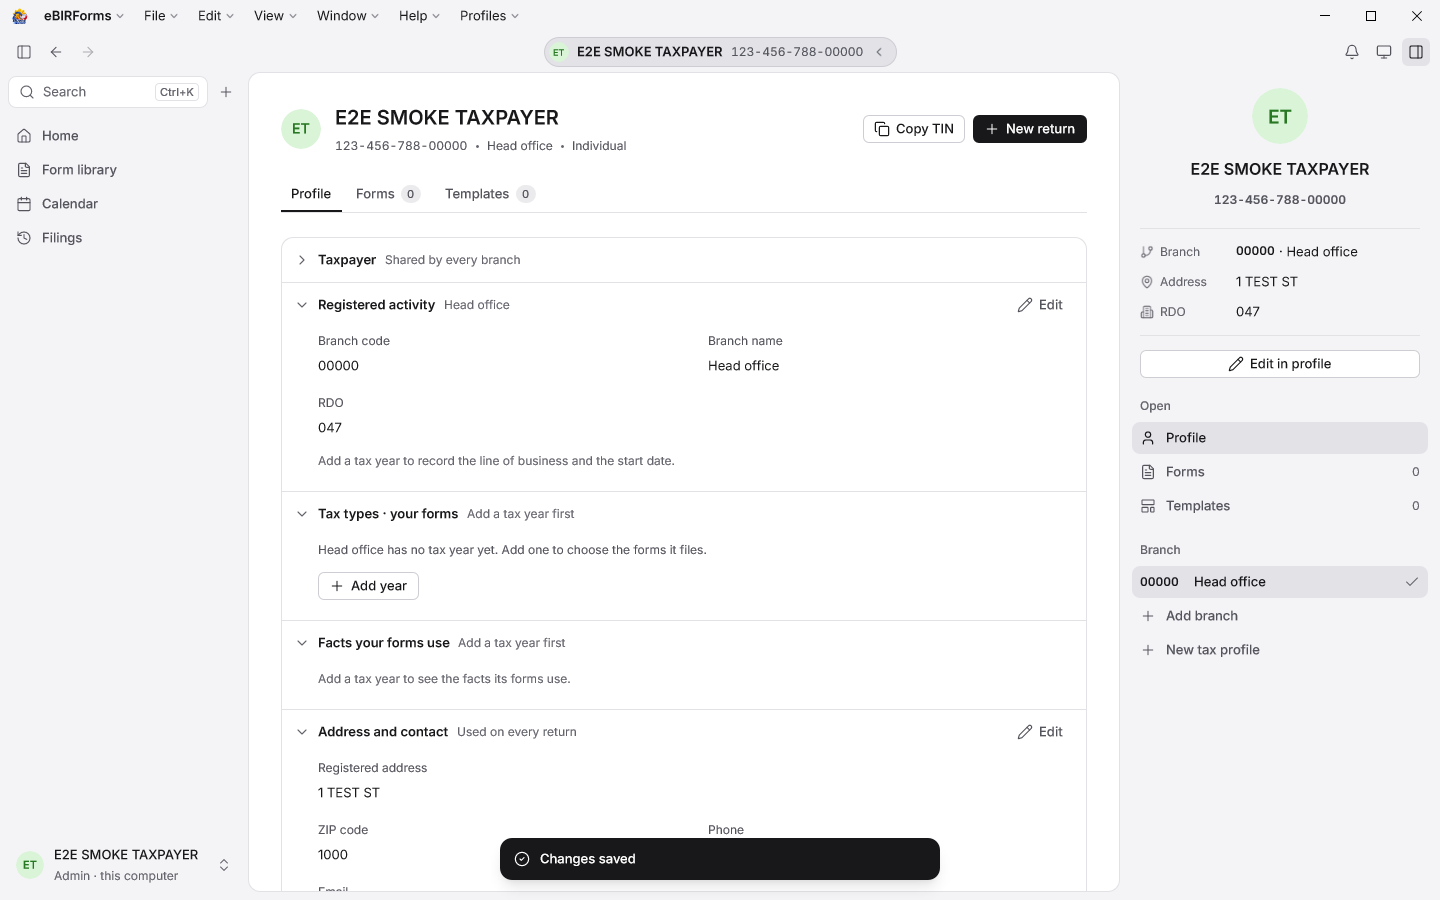 eBIRForms File Edit View Window Help Profiles
ET E2E SMOKE TAXPAYER 123-456-788-00000
Search Ctrl+K
Home
Form library
Calendar
Filings
ET E2E SMOKE TAXPAYER
Admin · this computer
ET E2E SMOKE TAXPAYER
123-456-788-00000 • Head office • Individual
Copy TIN
New return
Profile Forms 0 Templates 0
Taxpayer Shared by every branch
Registered activity Head office Edit
Branch code Branch name
00000 Head office
RDO
047
Add a tax year to record the line of business and the start date.
Tax types · your forms Add a tax year first
Head office has no tax year yet. Add one to choose the forms it files.
Add year
Facts your forms use Add a tax year first
Add a tax year to see the facts its forms use.
Address and contact Used on every return Edit
Registered address
1 TEST ST
ZIP code Phone
1000
Email
Changes saved
ET
E2E SMOKE TAXPAYER
123-456-788-00000
Branch 00000 · Head office
Address 1 TEST ST
RDO 047
Edit in profile
Open
Profile
Forms 0
Templates 0
Branch
00000 Head office
Add branch
New tax profile